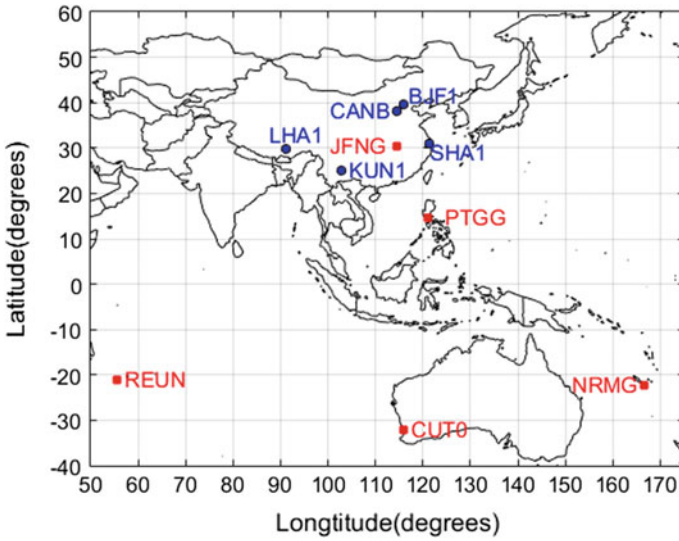 60
50
40
30
20
10
0
-10
-20
-30
-40
Latitude(degrees)
BJF1
CANB
LHA1
JFNG
SHA1
KUN1
PTGG
REUN
NRMG
CUT0
50 60 70 80 90 100 110 120 130 140 150 160 170
Longtitude(degrees)